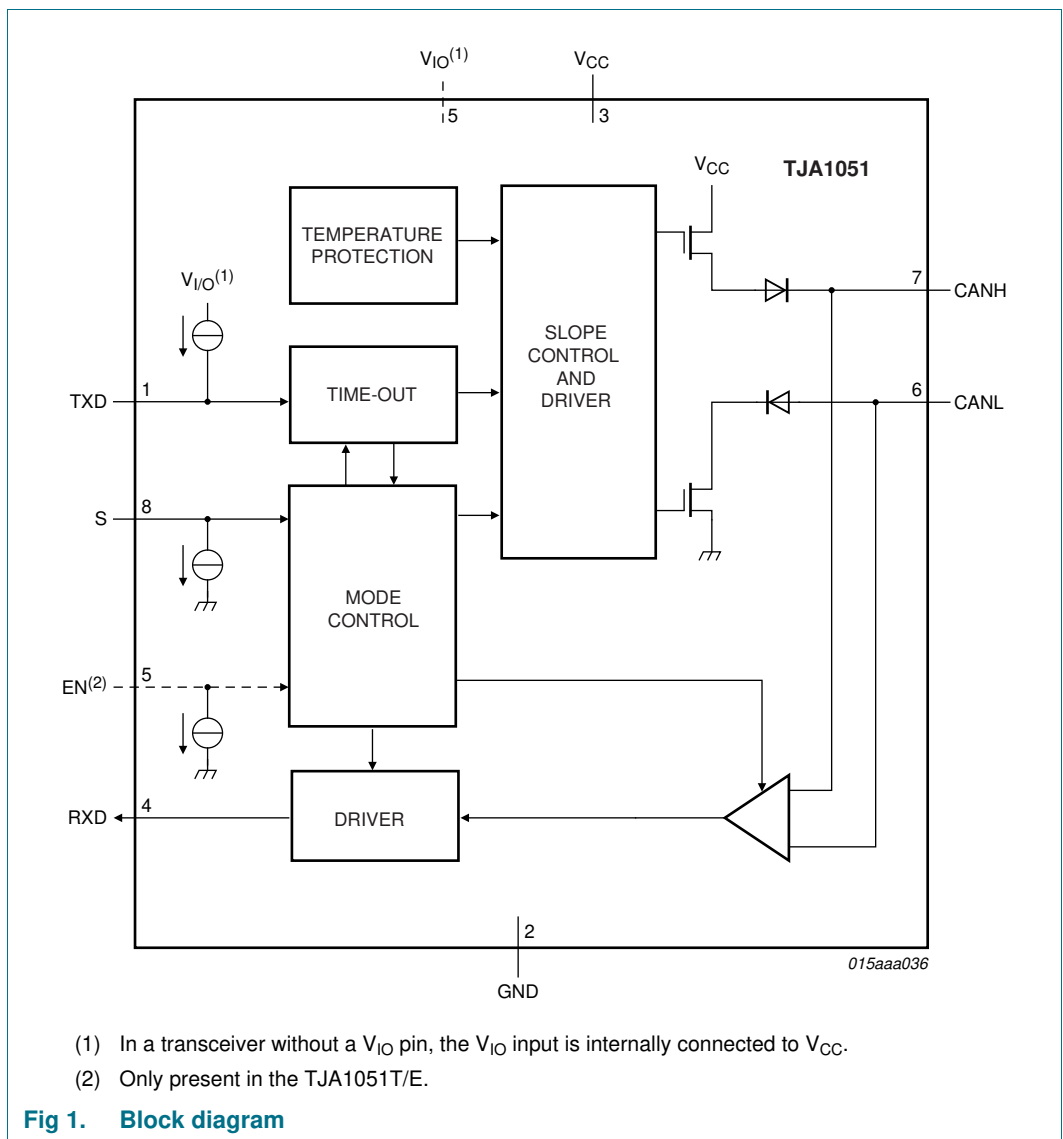 VIO(1)
VCC
5
3
VCC
TJA1051
TEMPERATURE
PROTECTION
VI/O(1)
7
CANH
SLOPE
CONTROL
AND
DRIVER
TXD
1
TIME-OUT
6
CANL
S
8
MODE
CONTROL
EN(2)
5
RXD
4
DRIVER
2
GND
015aaa036
(1) In a transceiver without a VIO pin, the VIO input is internally connected to VCC.
(2) Only present in the TJA1051T/E.
Fig 1. Block diagram